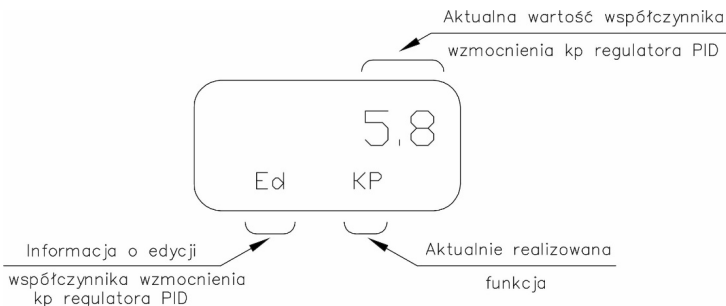 Aktualna wartość współczynnika
wzmocnienia kp regulatora PID
5.8
Ed KP
Informacja o edycji
współczynnika wzmocnienia
kp regulatora PID
Aktualnie realizowana
funkcja